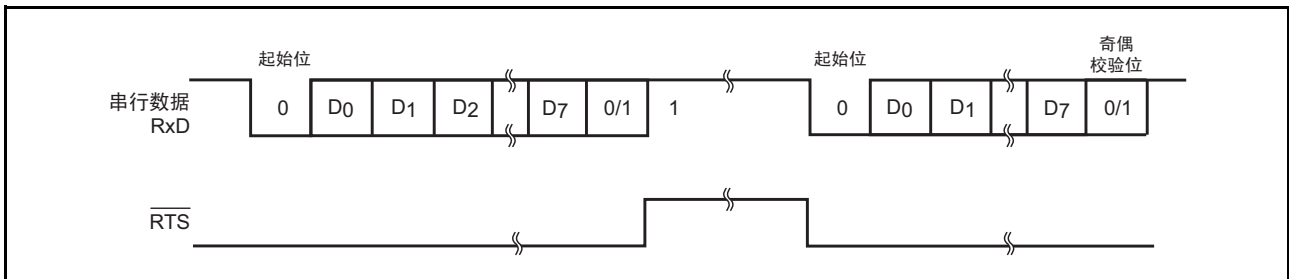 起始位
起始位
奇偶
校验位
串行数据
RxD
0 D0 D1 D2 D7 0/1 1 0 D0 D1 D7 0/1
RTS